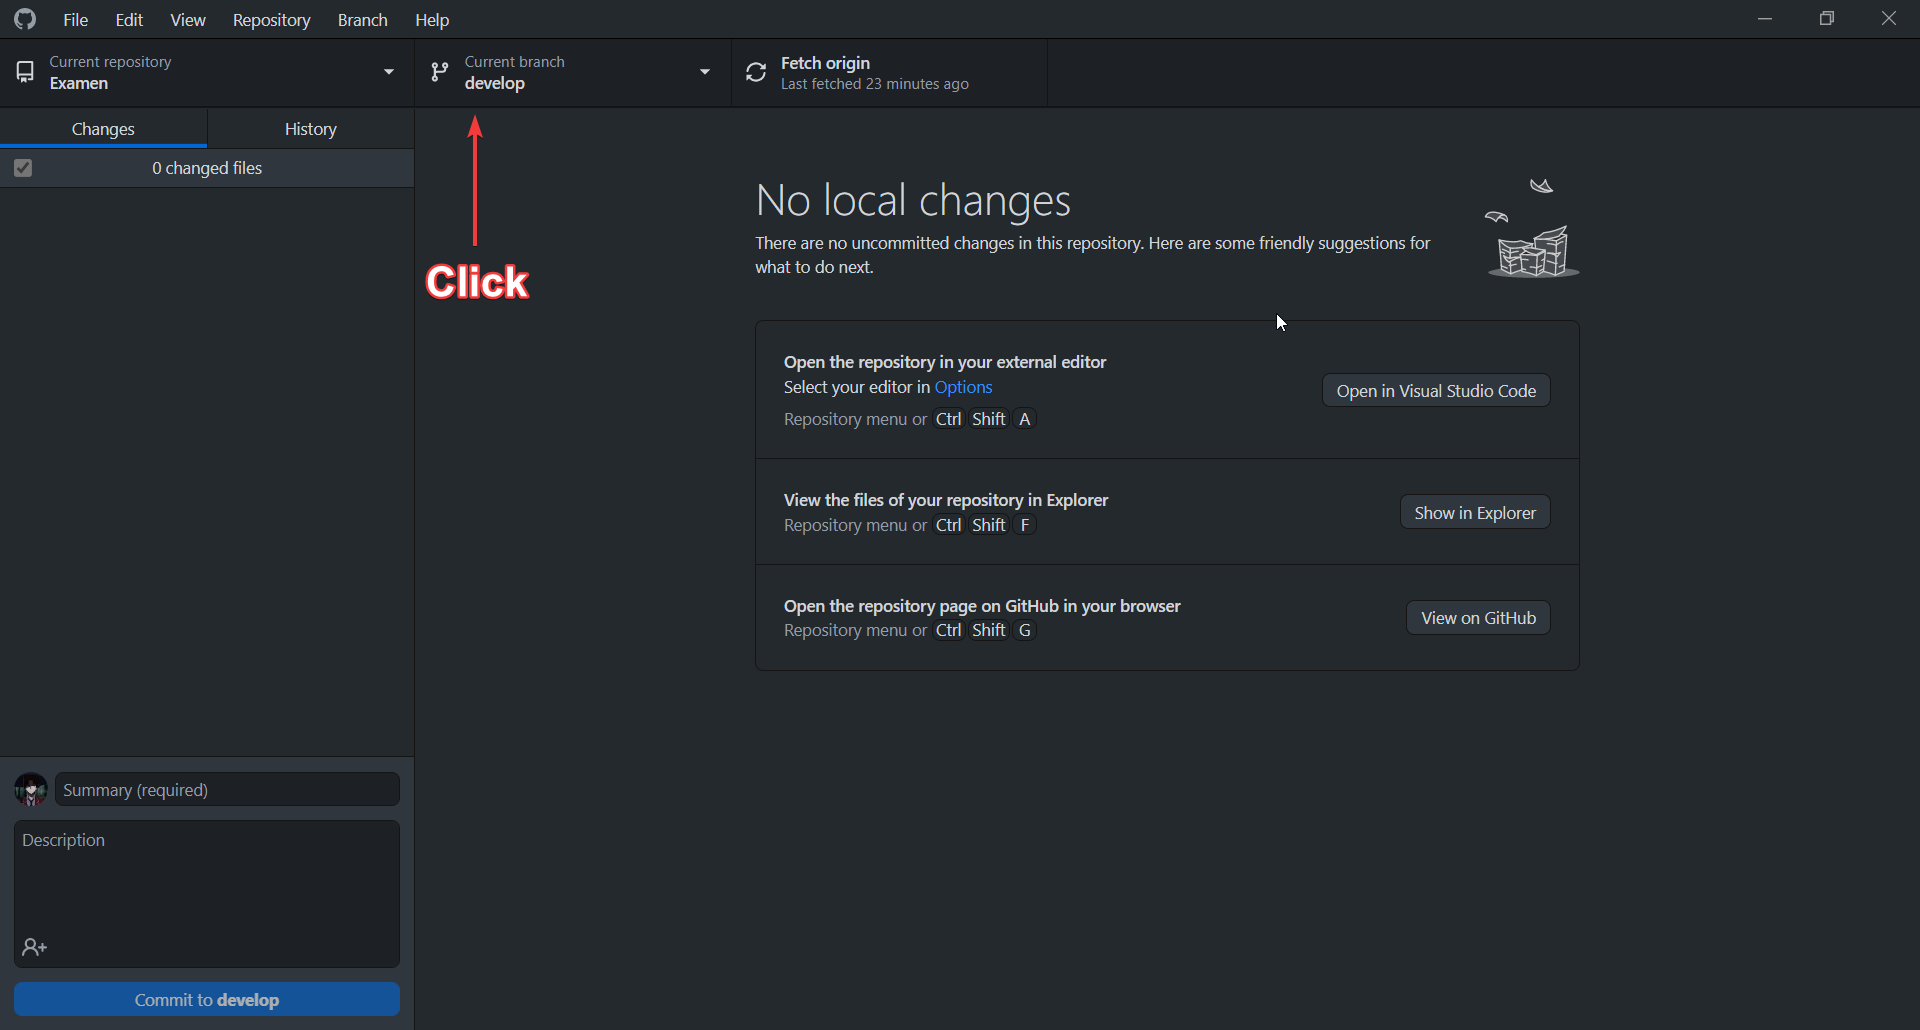 File Edit View Repository Branch Help
Current repository
Examen
Current branch
develop
Fetch origin
Last fetched 23 minutes ago
Changes History
0 changed files
Click
No local changes
There are no uncommitted changes in this repository. Here are some friendly suggestions for
what to do next.
Open the repository in your external editor
Select your editor in Options
Repository menu or Ctrl Shift A
Open in Visual Studio Code
View the files of your repository in Explorer
Repository menu or Ctrl Shift F
Show in Explorer
Open the repository page on GitHub in your browser
Repository menu or Ctrl Shift G
View on GitHub
Summary (required)
Description
Commit to develop